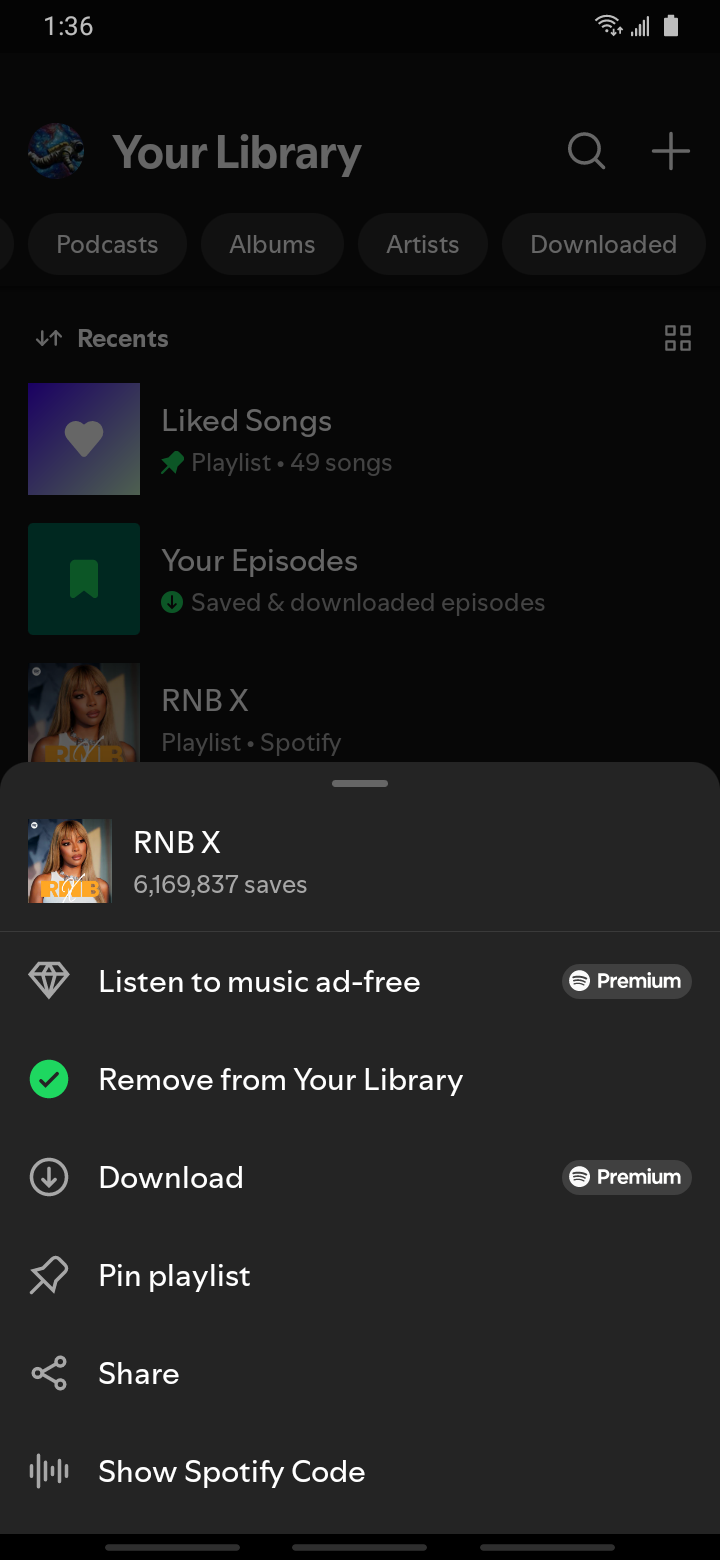 1:36
Your Library
Podcasts
Albums
Artists
Downloaded
Recents
Liked Songs
Playlist • 49 songs
Your Episodes
Saved & downloaded episodes
RNB X
Playlist • Spotify
RNB
RNB X
6,169,837 saves
RNB
Listen to music ad-free
Premium
Remove from Your Library
Download
Premium
Pin playlist
Share
Show Spotify Code